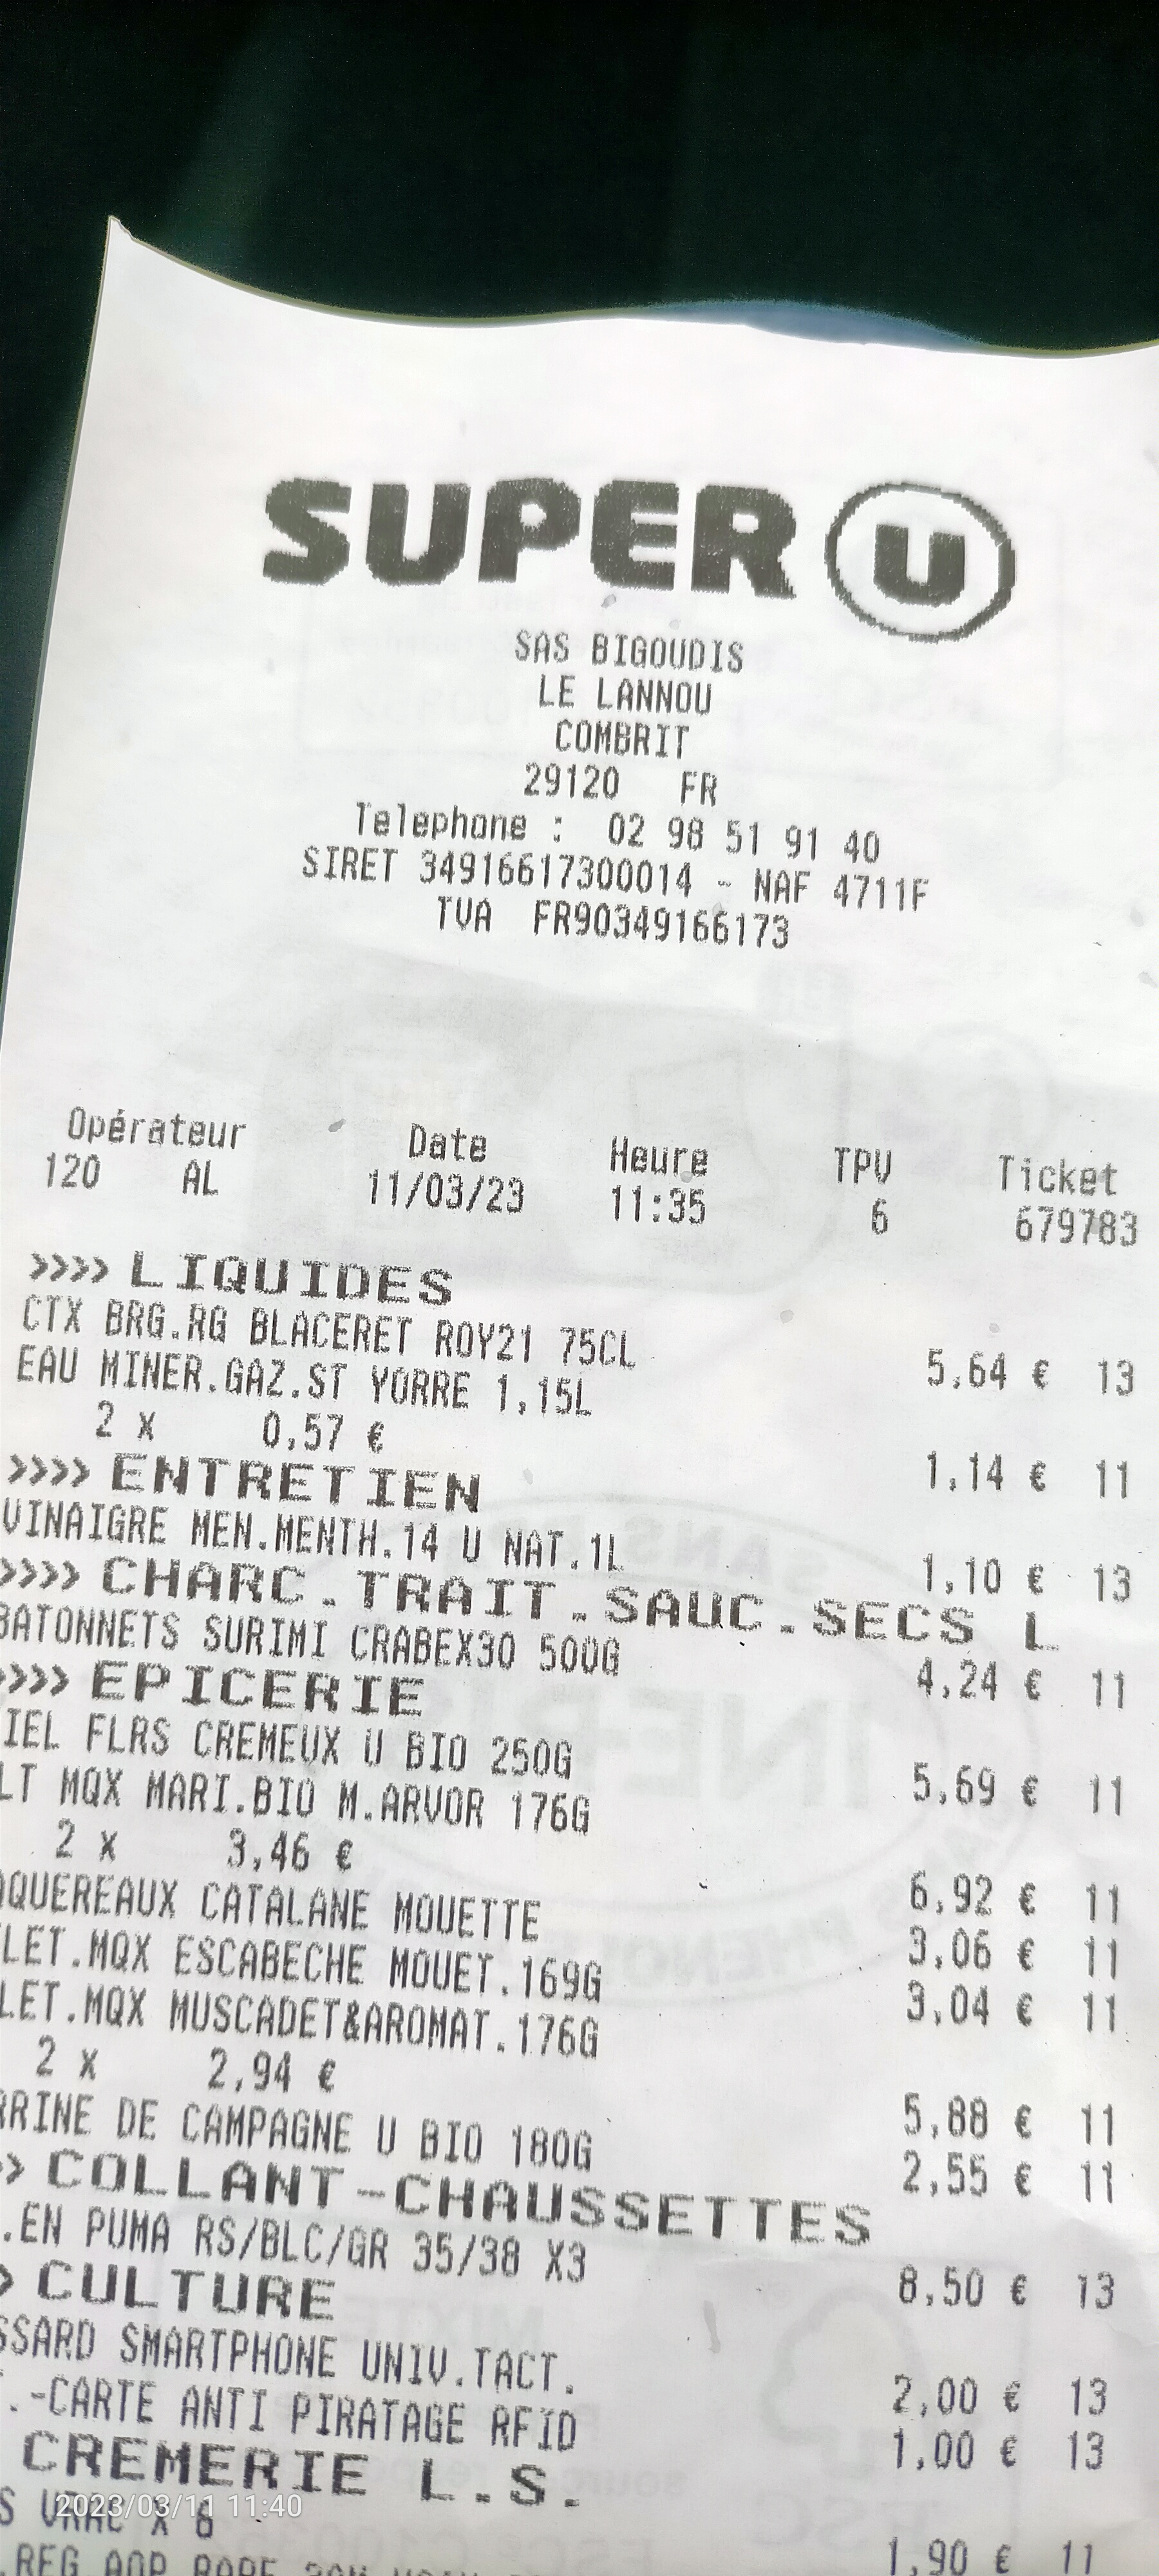 SUPER U
SAS BIGOUDIS
LE LANNOU
COMBRIT
29120 FR
Telephone : 02 98 51 91 40
SIRET 34916617300014 - NAF 4711F
TVA FR90349166173
Opérateur Date Heure TPV Ticket
120 AL 11/03/23 11:35 6 679783
>>>> LIQUIDES
CTX BRG.RG BLACERET ROY21 75CL 5,64 € 13
EAU MINER.GAZ.ST YORRE 1,15L
2 x 0,57 € 1,14 € 11
>>>> ENTRETIEN
VINAIGRE MEN.MENTH.14 U NAT.1L 1,10 € 13
>>>> CHARC.TRAIT.SAUC.SECS L
BATONNETS SURIMI CRABEX30 500G 4,24 € 11
>>>> EPICERIE
IEL FLRS CREMEUX U BIO 250G 5,69 € 11
LT MQX MARI.BIO M.ARVOR 176G
2 x 3,46 € 6,92 € 11
AQUEREAUX CATALANE MOUETTE 3,06 € 11
LET.MQX ESCABECHE MOUET.169G 3,04 € 11
LET.MQX MUSCADET&AROMAT.176G
2 x 2,94 € 5,88 € 11
RRINE DE CAMPAGNE U BIO 180G 2,55 € 11
> COLLANT-CHAUSSETTES
.EN PUMA RS/BLC/GR 35/38 X3 8,50 € 13
> CULTURE
SSARD SMARTPHONE UNIV.TACT. 2,00 € 13
.-CARTE ANTI PIRATAGE RFID 1,00 € 13
CREMERIE L.S.
S VRAC X 6 1,90 € 11
2023/03/11 11:40